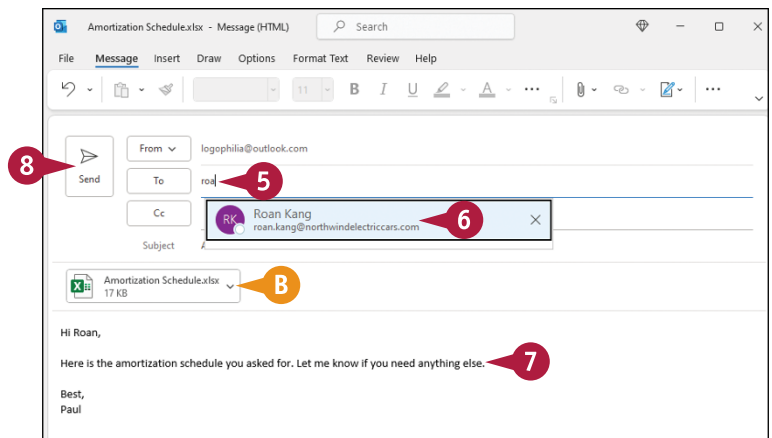 Amortization Schedule.xlsx - Message (HTML)
Search
File Message Insert Draw Options Format Text Review Help
11 B I U A
8
Send
From
logophilia@outlook.com
To
roa
5
Cc
RK
Roan Kang
roan.kang@northwindelectriccars.com
6
Subject
Amortization Schedule.xlsx
17 KB
B
Hi Roan,
Here is the amortization schedule you asked for. Let me know if you need anything else.
7
Best,
Paul